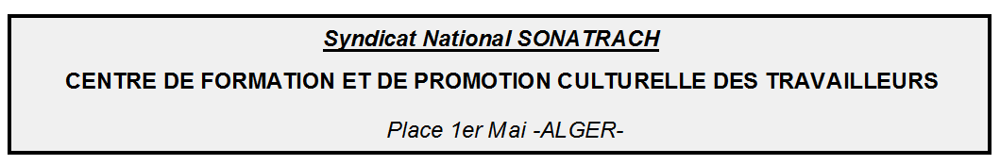 Syndicat National SONATRACH
CENTRE DE FORMATION ET DE PROMOTION CULTURELLE DES TRAVAILLEURS
Place 1er Mai -ALGER-